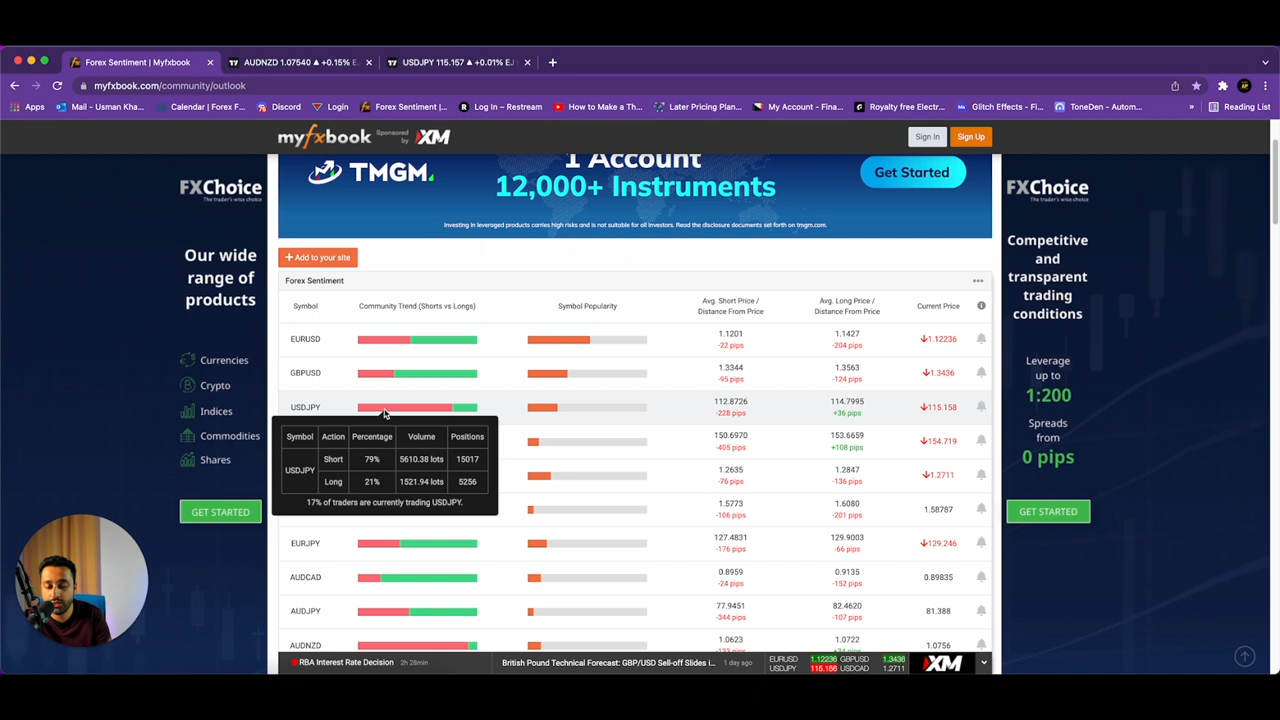 Forex Sentiment | Myfxbook
AUDNZD 1.07540 ▲ +0.15% E
USDJPY 115.157 ▲ +0.01% EJ
myfxbook.com/community/outlook
Apps
Mail - Usman Kha...
Calendar | Forex F...
Discord
Login
Forex Sentiment |...
Log In – Restream
How to Make a Th...
Later Pricing Plan...
My Account - Fina...
Royalty free Electr...
Glitch Effects - Fi...
ToneDen - Autom...
»
Reading List
myfxbook Sponsored by XM
Sign In
Sign Up
1 Account
TMGM
12,000+ Instruments
Get Started
Investing in leveraged products carries high risks and is not suitable for all investors. Read the disclosure documents set forth on tmgm.com.
FXChoice
The trader's wise choice
Our wide
range of
products
Currencies
Crypto
Indices
Commodities
Shares
GET STARTED
+ Add to your site
Forex Sentiment
Symbol
Community Trend (Shorts vs Longs)
Symbol Popularity
Avg. Short Price /
Distance From Price
Avg. Long Price /
Distance From Price
Current Price
EURUSD
1.1201
-22 pips
1.1427
-204 pips
1.12236
GBPUSD
1.3344
-95 pips
1.3563
-124 pips
1.3436
USDJPY
112.8726
-228 pips
114.7995
+36 pips
115.158
150.6970
-405 pips
153.6659
+108 pips
154.719
1.2635
-76 pips
1.2847
-136 pips
1.2711
1.5773
-106 pips
1.6080
-201 pips
1.58787
Symbol Action Percentage Volume Positions
USDJPY
Short 79% 5610.38 lots 15017
Long 21% 1521.94 lots 5256
17% of traders are currently trading USDJPY.
EURJPY
127.4831
-176 pips
129.9003
-66 pips
129.246
AUDCAD
0.8959
-24 pips
0.9135
-152 pips
0.89835
AUDJPY
77.9451
-344 pips
82.4620
-107 pips
81.388
AUDNZD
1.0623
1.0722
1.0756
FXChoice
The trader's wise choice
Competitive
and
transparent
trading
conditions
Leverage
up to
1:200
Spreads
from
0 pips
GET STARTED
RBA Interest Rate Decision 2h 28min
British Pound Technical Forecast: GBP/USD Sell-off Slides i... 1 day ago
EURUSD 1.12236 GBPUSD 1.3436
USDJPY 115.156 USDCAD 1.2711
XM